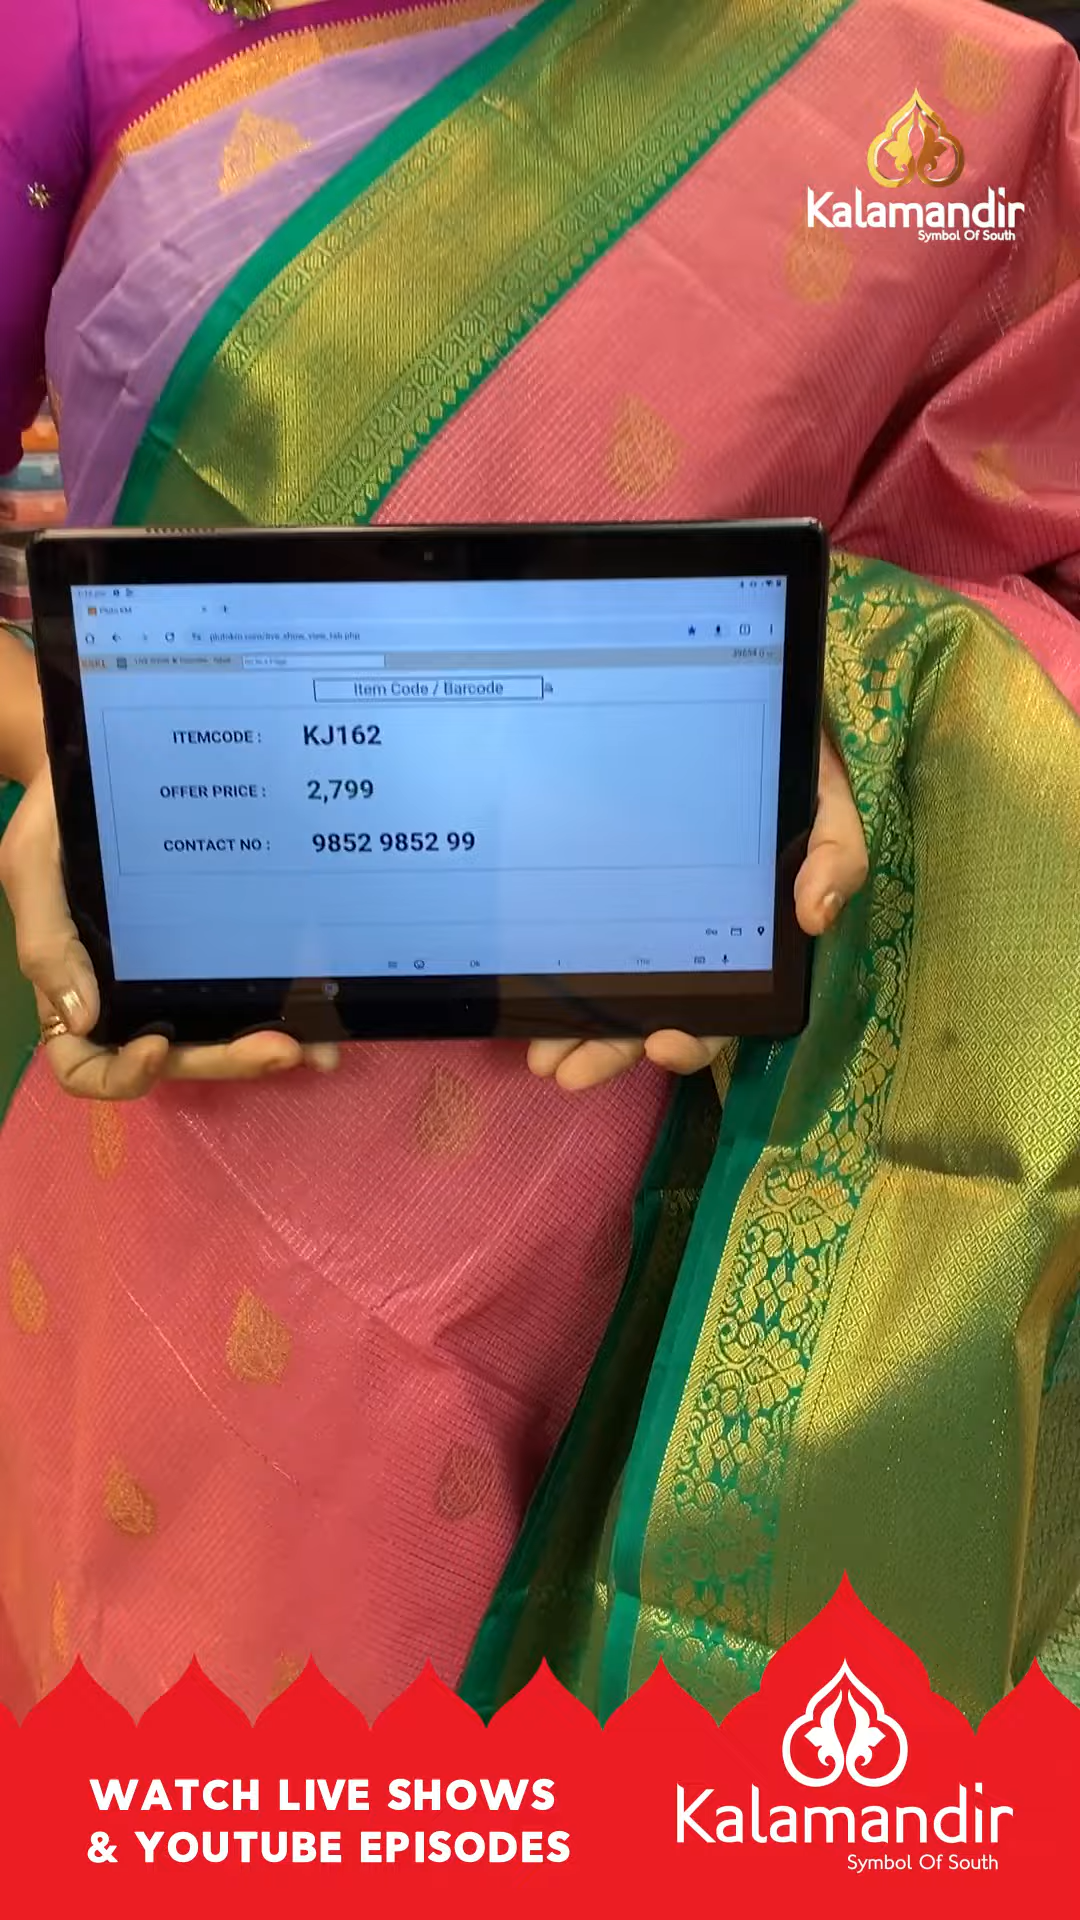 Kalamandir
Symbol Of South
Item Code / Barcode
ITEMCODE : KJ162
OFFER PRICE : 2,799
CONTACT NO : 9852 9852 99
WATCH LIVE SHOWS
& YOUTUBE EPISODES
Kalamandir
Symbol Of South